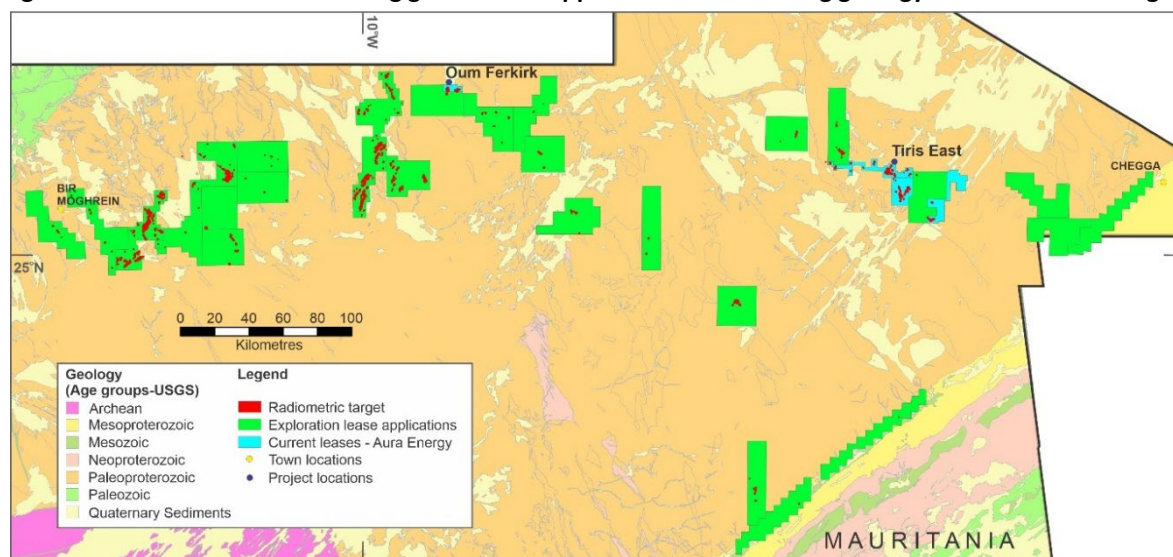 10°W
Oum Ferkirk
Tiris East
CHEGGA
BIR
MOGHREIN
25°N
0 20 40 60 80 100
Kilometres
Geology
(Age groups-USGS)
Archean
Mesoproterozoic
Mesozoic
Neoproterozoic
Paleoproterozoic
Paleozoic
Quaternary Sediments
Legend
Radiometric target
Exploration lease applications
Current leases - Aura Energy
Town locations
Project locations
MAURITANIA